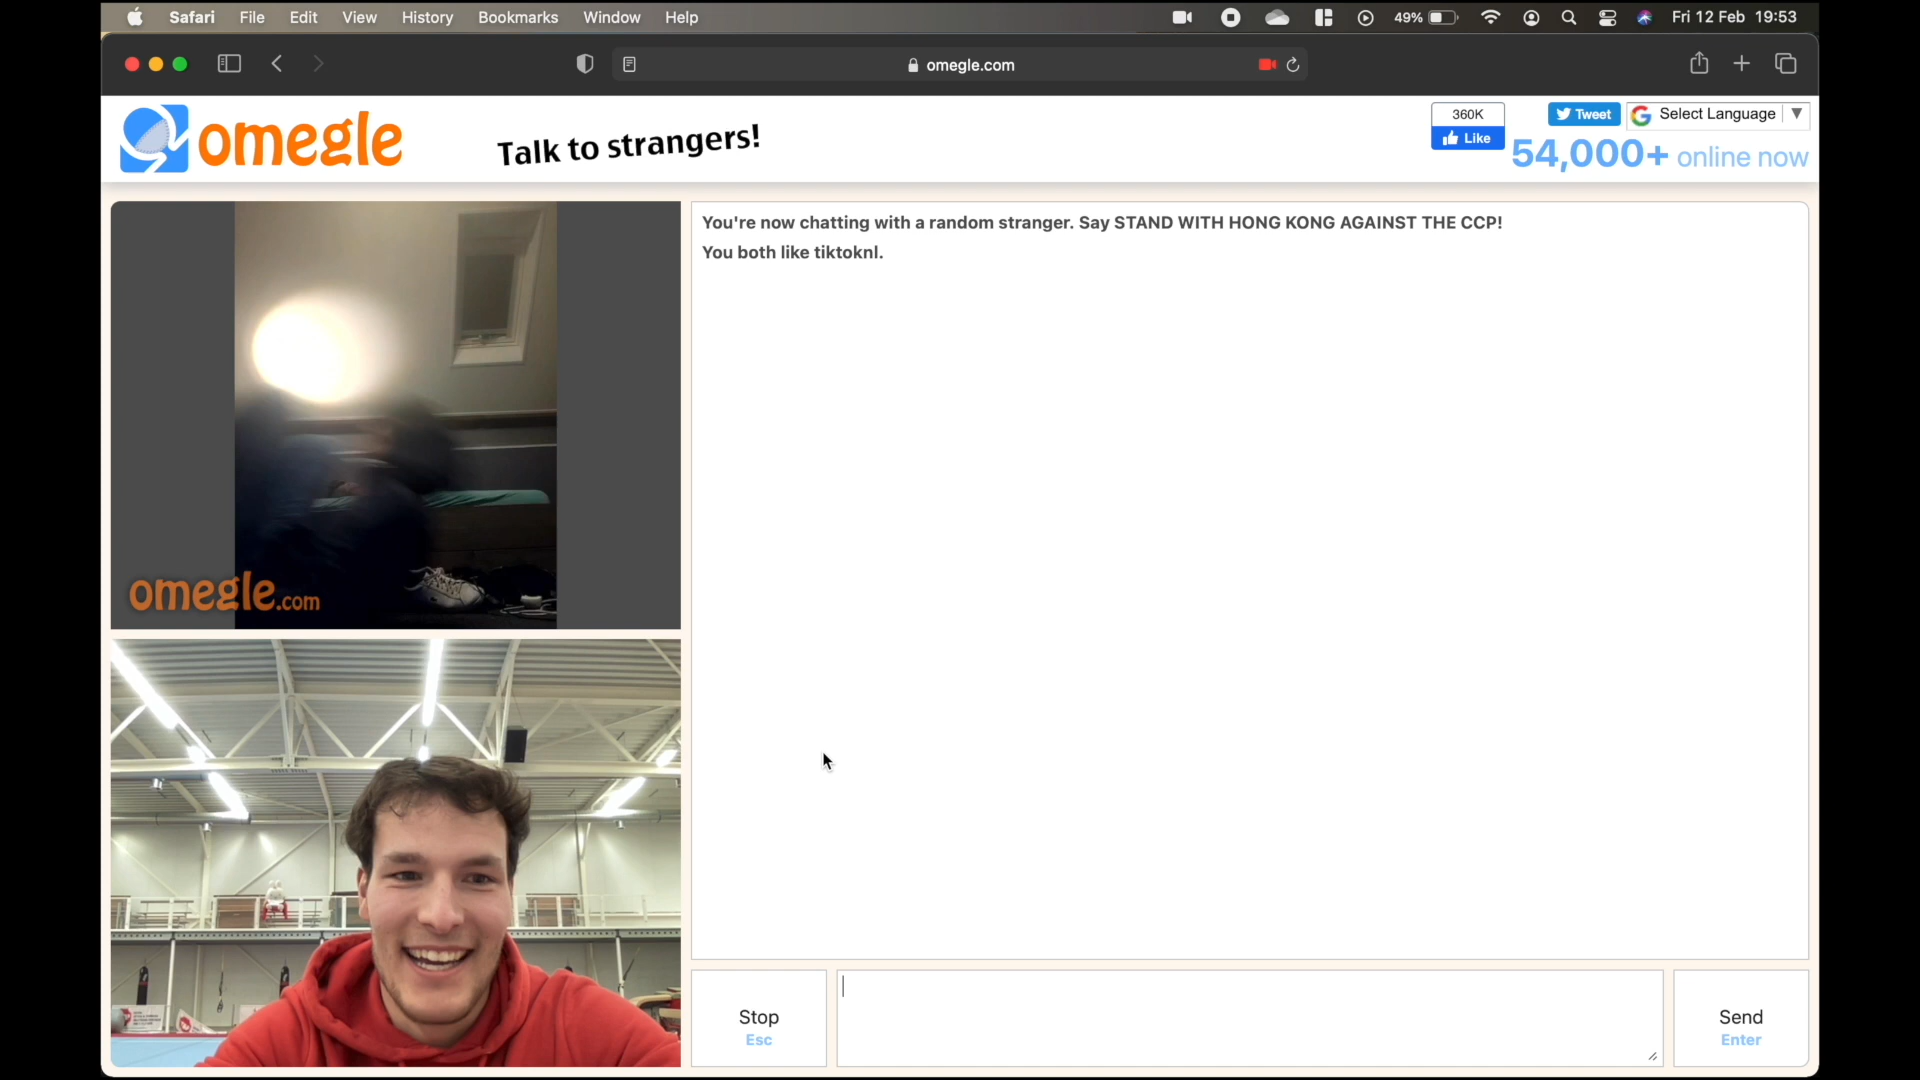 Safari File Edit View History Bookmarks Window Help 49% Fri 12 Feb 19:53
omegle.com
omegle Talk to strangers! 360K Like Tweet G Select Language
54,000+ online now
You're now chatting with a random stranger. Say STAND WITH HONG KONG AGAINST THE CCP!
You both like tiktoknl.
omegle.com
Stop
Esc
Send
Enter